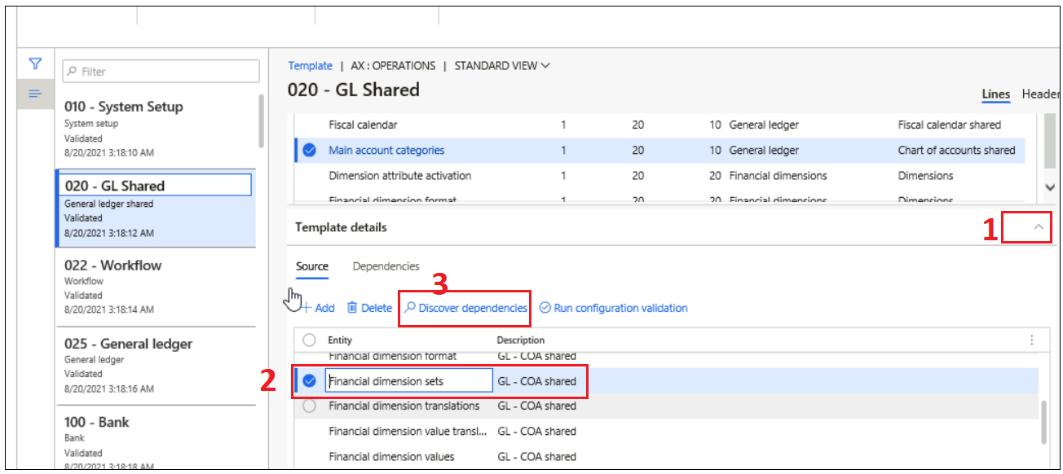 Filter
010 - System Setup
System setup
Validated
8/20/2021 3:18:10 AM
020 - GL Shared
General ledger shared
Validated
8/20/2021 3:18:12 AM
022 - Workflow
Workflow
Validated
8/20/2021 3:18:14 AM
025 - General ledger
General ledger
Validated
8/20/2021 3:18:16 AM
100 - Bank
Bank
Validated
8/20/2021 3:18:18 AM
Template | AX : OPERATIONS | STANDARD VIEW
020 - GL Shared
Lines Header
Fiscal calendar 1 20 10 General ledger Fiscal calendar shared
Main account categories 1 20 10 General ledger Chart of accounts shared
Dimension attribute activation 1 20 20 Financial dimensions Dimensions
Financial dimension format 1 20 20 Financial dimensions Dimensions
Template details 1
Source Dependencies
3
Add Delete Discover dependencies Run configuration validation
Entity Description
Financial dimension format GL - COA shared
2 Financial dimension sets GL - COA shared
Financial dimension translations GL - COA shared
Financial dimension value transl... GL - COA shared
Financial dimension values GL - COA shared